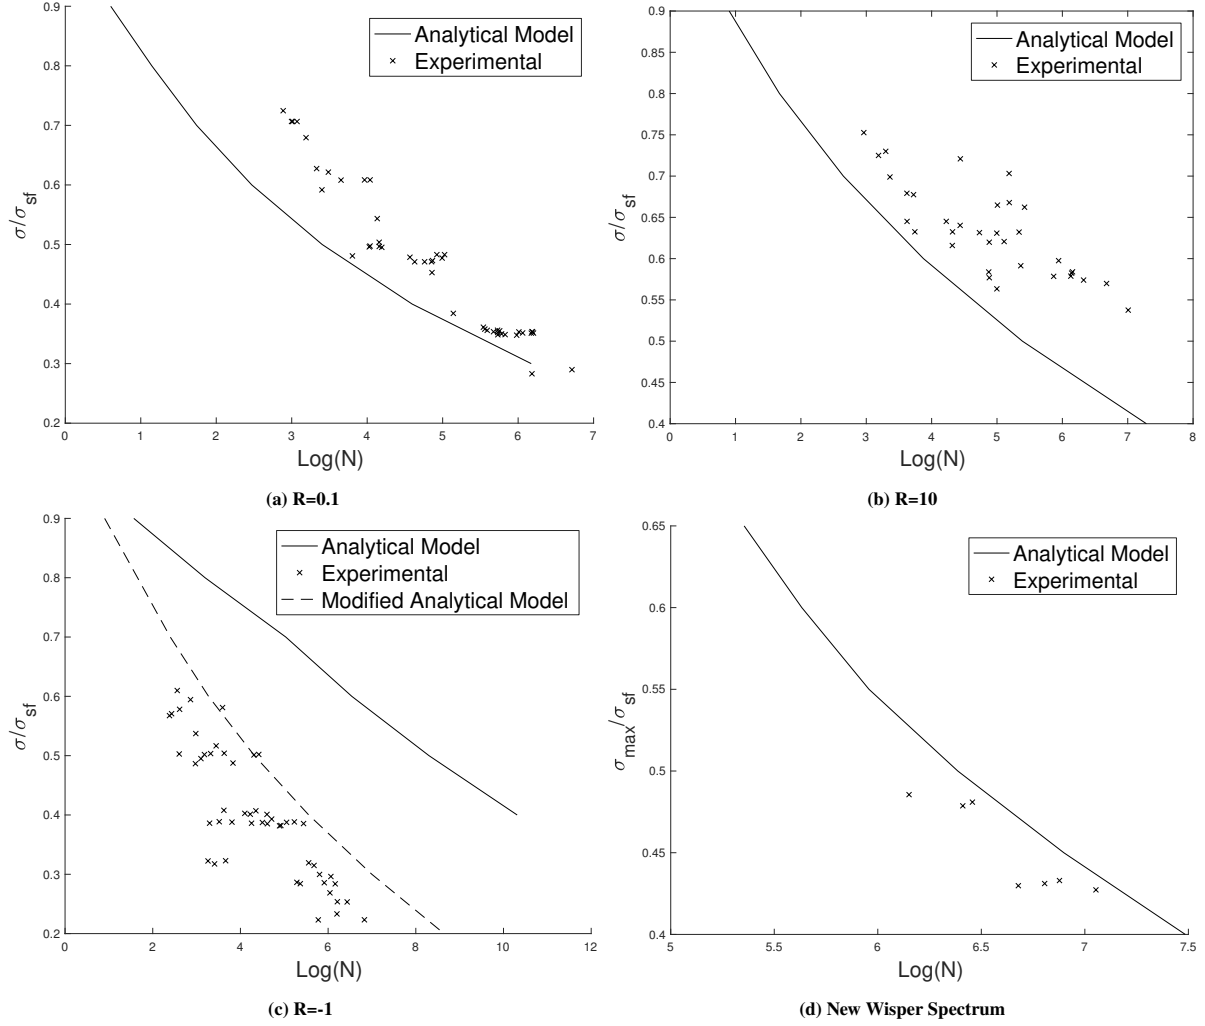 0.9
0.8
0.7
0.6
0.5
0.4
0.3
0.2
σ/σsf
Analytical Model
Experimental
0 1 2 3 4 5 6 7
Log(N)
(a) R=0.1
0.9
0.85
0.8
0.75
0.7
0.65
0.6
0.55
0.5
0.45
0.4
σ/σsf
Analytical Model
Experimental
0 1 2 3 4 5 6 7 8
Log(N)
(b) R=10
0.9
0.8
0.7
0.6
0.5
0.4
0.3
0.2
σ/σsf
Analytical Model
Experimental
Modified Analytical Model
0 2 4 6 8 10 12
Log(N)
(c) R=-1
0.65
0.6
0.55
0.5
0.45
0.4
σmax/σsf
Analytical Model
Experimental
5 5.5 6 6.5 7 7.5
Log(N)
(d) New Wisper Spectrum